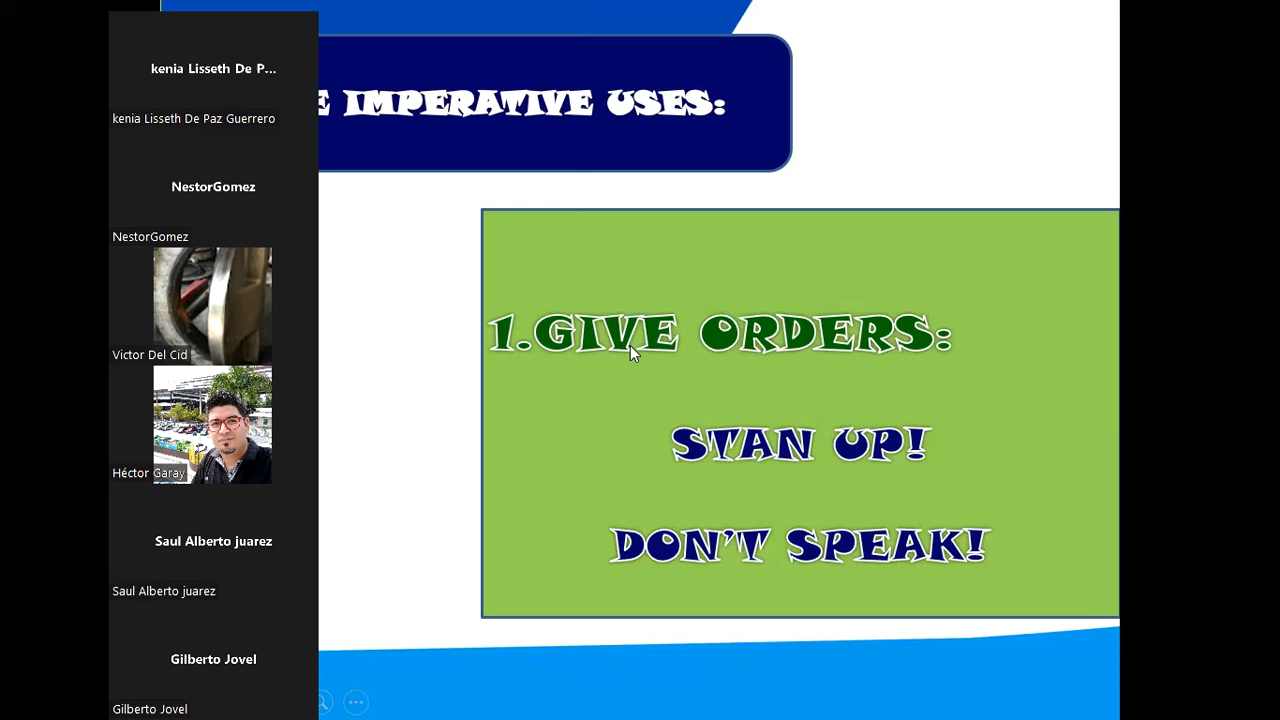 kenia Lisseth De P...
kenia Lisseth De Paz Guerrero
NestorGomez
NestorGomez
Victor Del Cid
Héctor Garay
Saul Alberto juarez
Saul Alberto juarez
Gilberto Jovel
Gilberto Jovel
E IMPERATIVE USES:
1.GIVE ORDERS:
STAN UP!
DON'T SPEAK!